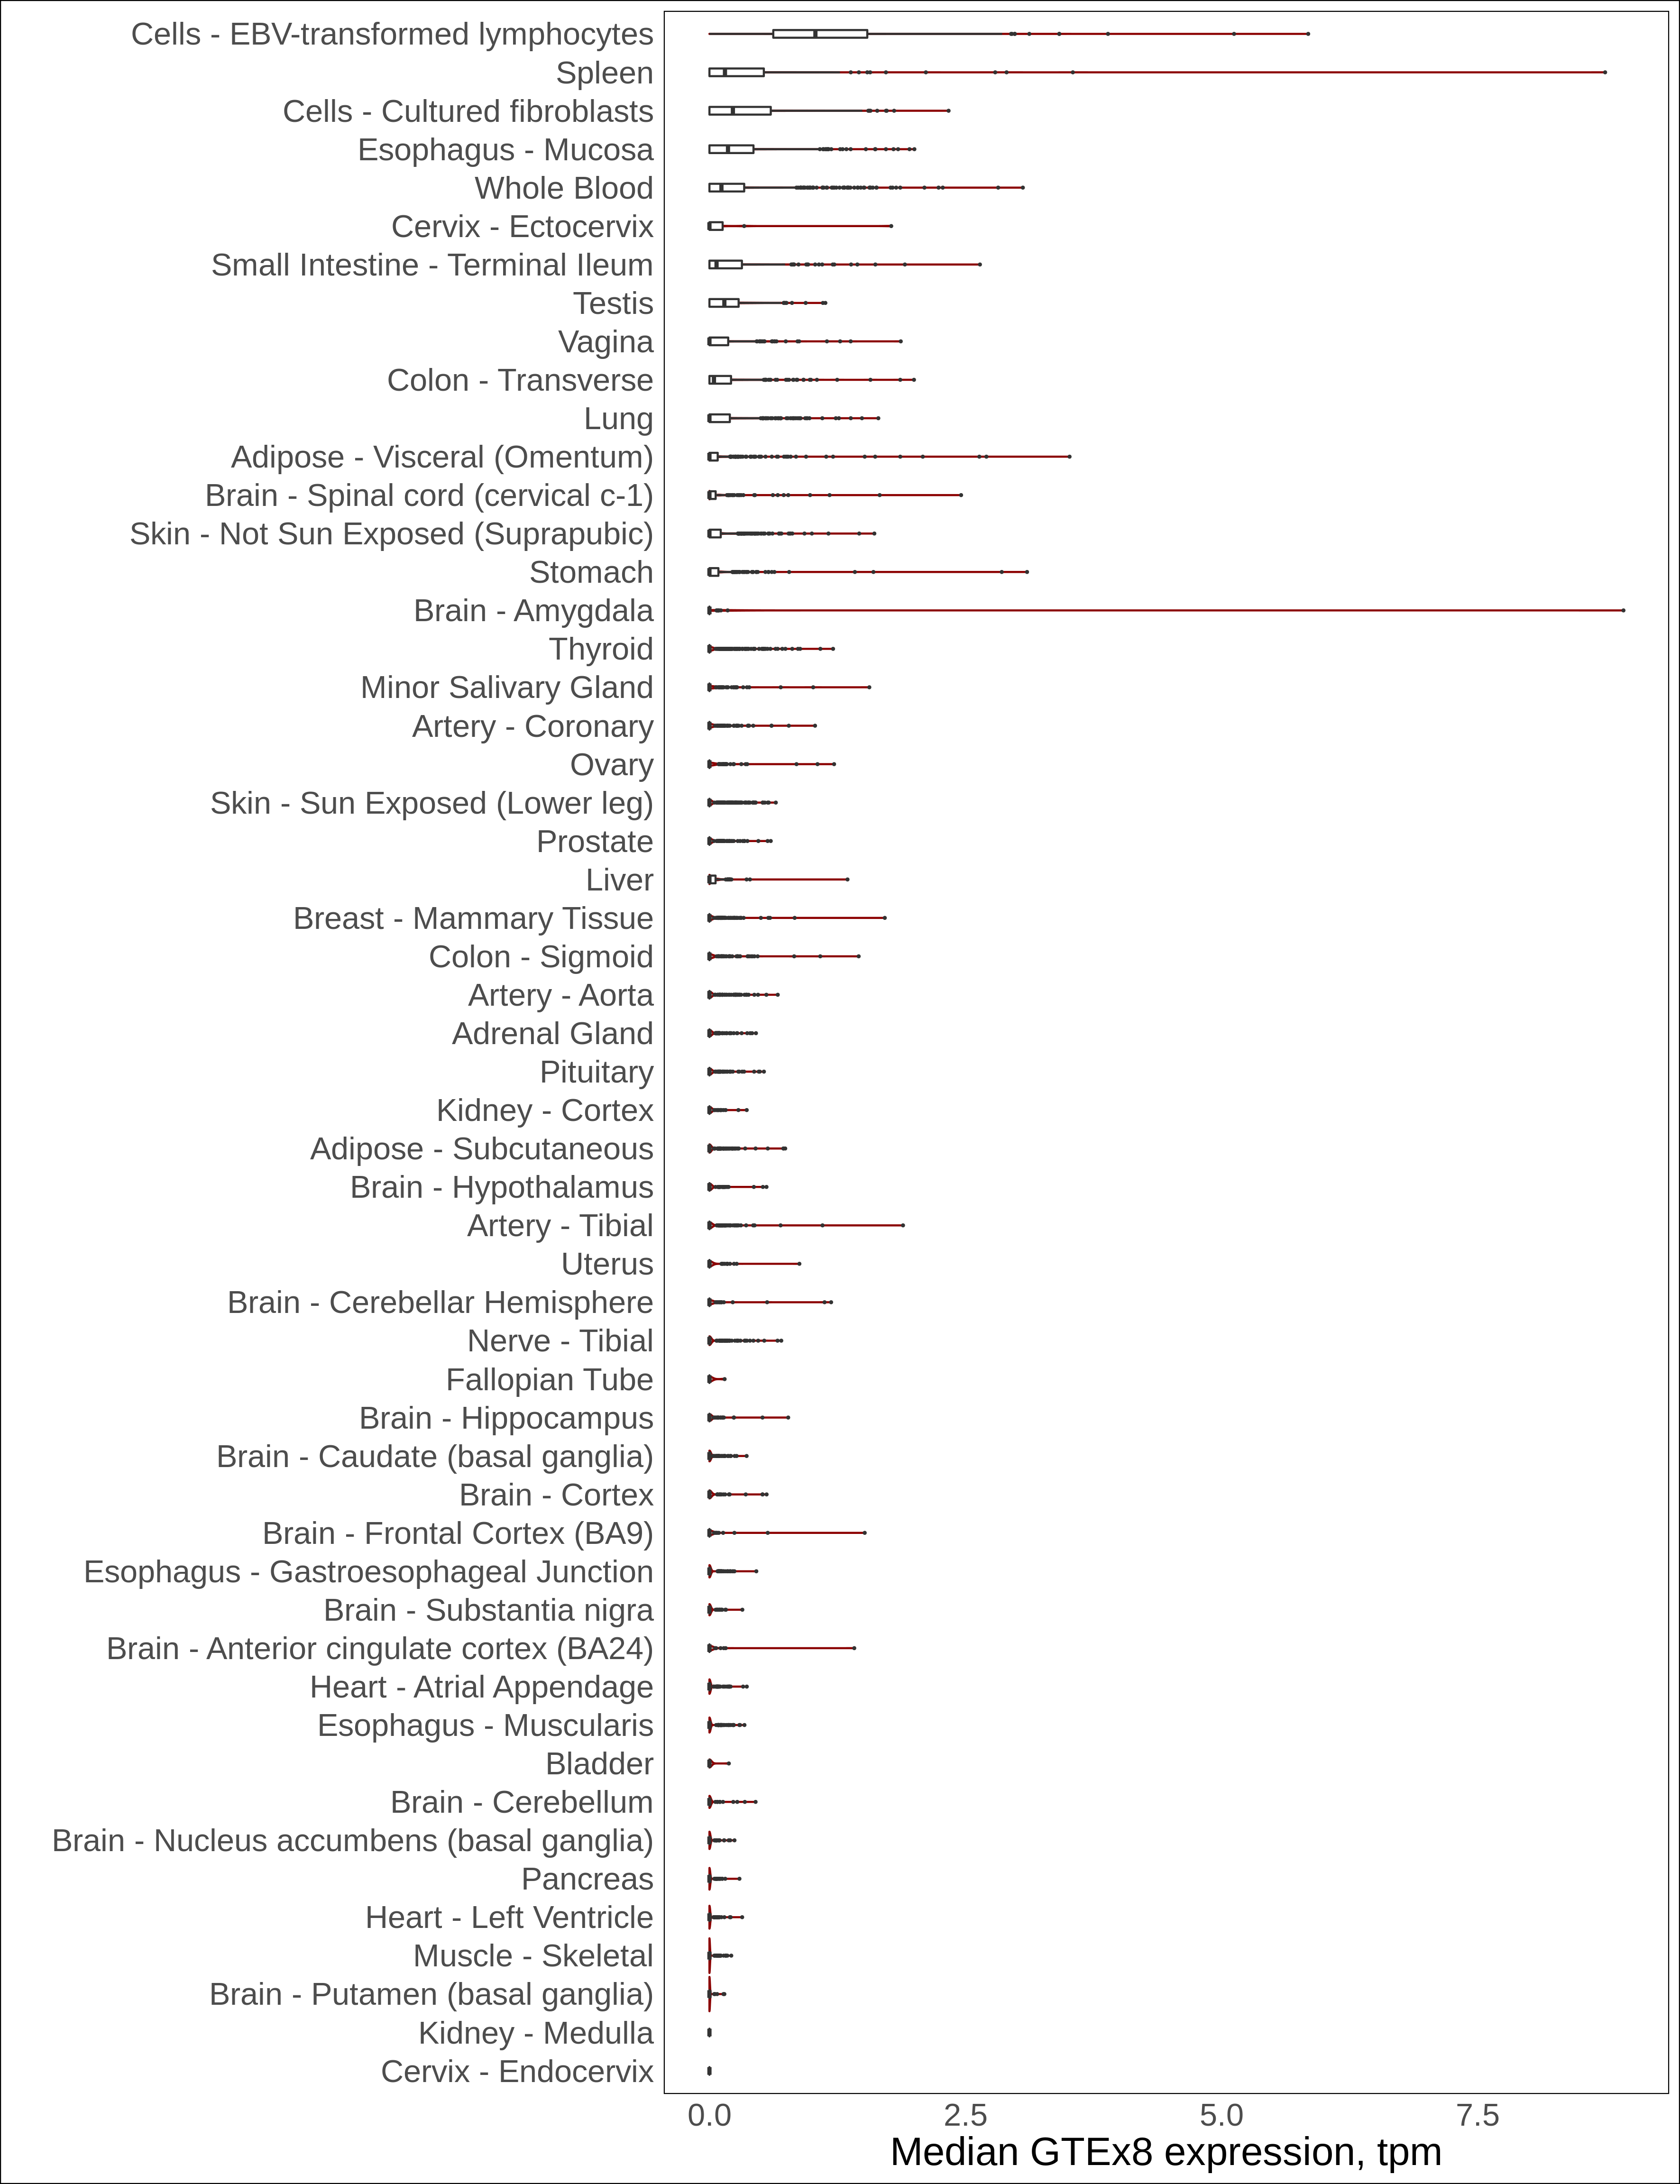 Cells - EBV-transformed lymphocytes
Spleen
Cells - Cultured fibroblasts
Esophagus - Mucosa
Whole Blood
Cervix - Ectocervix
Small Intestine - Terminal Ileum
Testis
Vagina
Colon - Transverse
Lung
Adipose - Visceral (Omentum)
Brain - Spinal cord (cervical c-1)
Skin - Not Sun Exposed (Suprapubic)
Stomach
Brain - Amygdala
Thyroid
Minor Salivary Gland
Artery - Coronary
Ovary
Skin - Sun Exposed (Lower leg)
Prostate
Liver
Breast - Mammary Tissue
Colon - Sigmoid
Artery - Aorta
Adrenal Gland
Pituitary
Kidney - Cortex
Adipose - Subcutaneous
Brain - Hypothalamus
Artery - Tibial
Uterus
Brain - Cerebellar Hemisphere
Nerve - Tibial
Fallopian Tube
Brain - Hippocampus
Brain - Caudate (basal ganglia)
Brain - Cortex
Brain - Frontal Cortex (BA9)
Esophagus - Gastroesophageal Junction
Brain - Substantia nigra
Brain - Anterior cingulate cortex (BA24)
Heart - Atrial Appendage
Esophagus - Muscularis
Bladder
Brain - Cerebellum
Brain - Nucleus accumbens (basal ganglia)
Pancreas
Heart - Left Ventricle
Muscle - Skeletal
Brain - Putamen (basal ganglia)
Kidney - Medulla
Cervix - Endocervix
0.0 2.5 5.0 7.5
Median GTEx8 expression, tpm